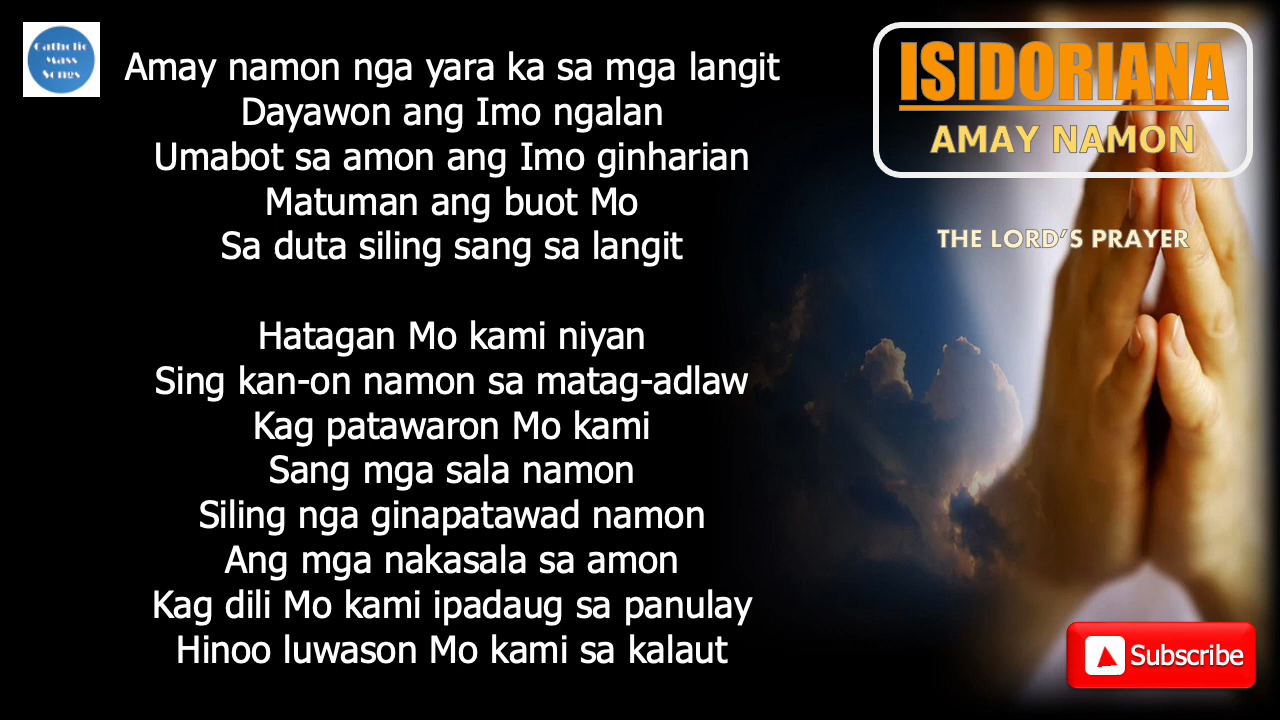 Catholic
Mass
Songs
Amay namon nga yara ka sa mga langit
Dayawon ang Imo ngalan
Umabot sa amon ang Imo ginharian
Matuman ang buot Mo
Sa duta siling sang sa langit
Hatagan Mo kami niyan
Sing kan-on namon sa matag-adlaw
Kag patawaron Mo kami
Sang mga sala namon
Siling nga ginapatawad namon
Ang mga nakasala sa amon
Kag dili Mo kami ipadaug sa panulay
Hinoo luwason Mo kami sa kalaut
ISIDORIANA
AMAY NAMON
THE LORD'S PRAYER
Subscribe